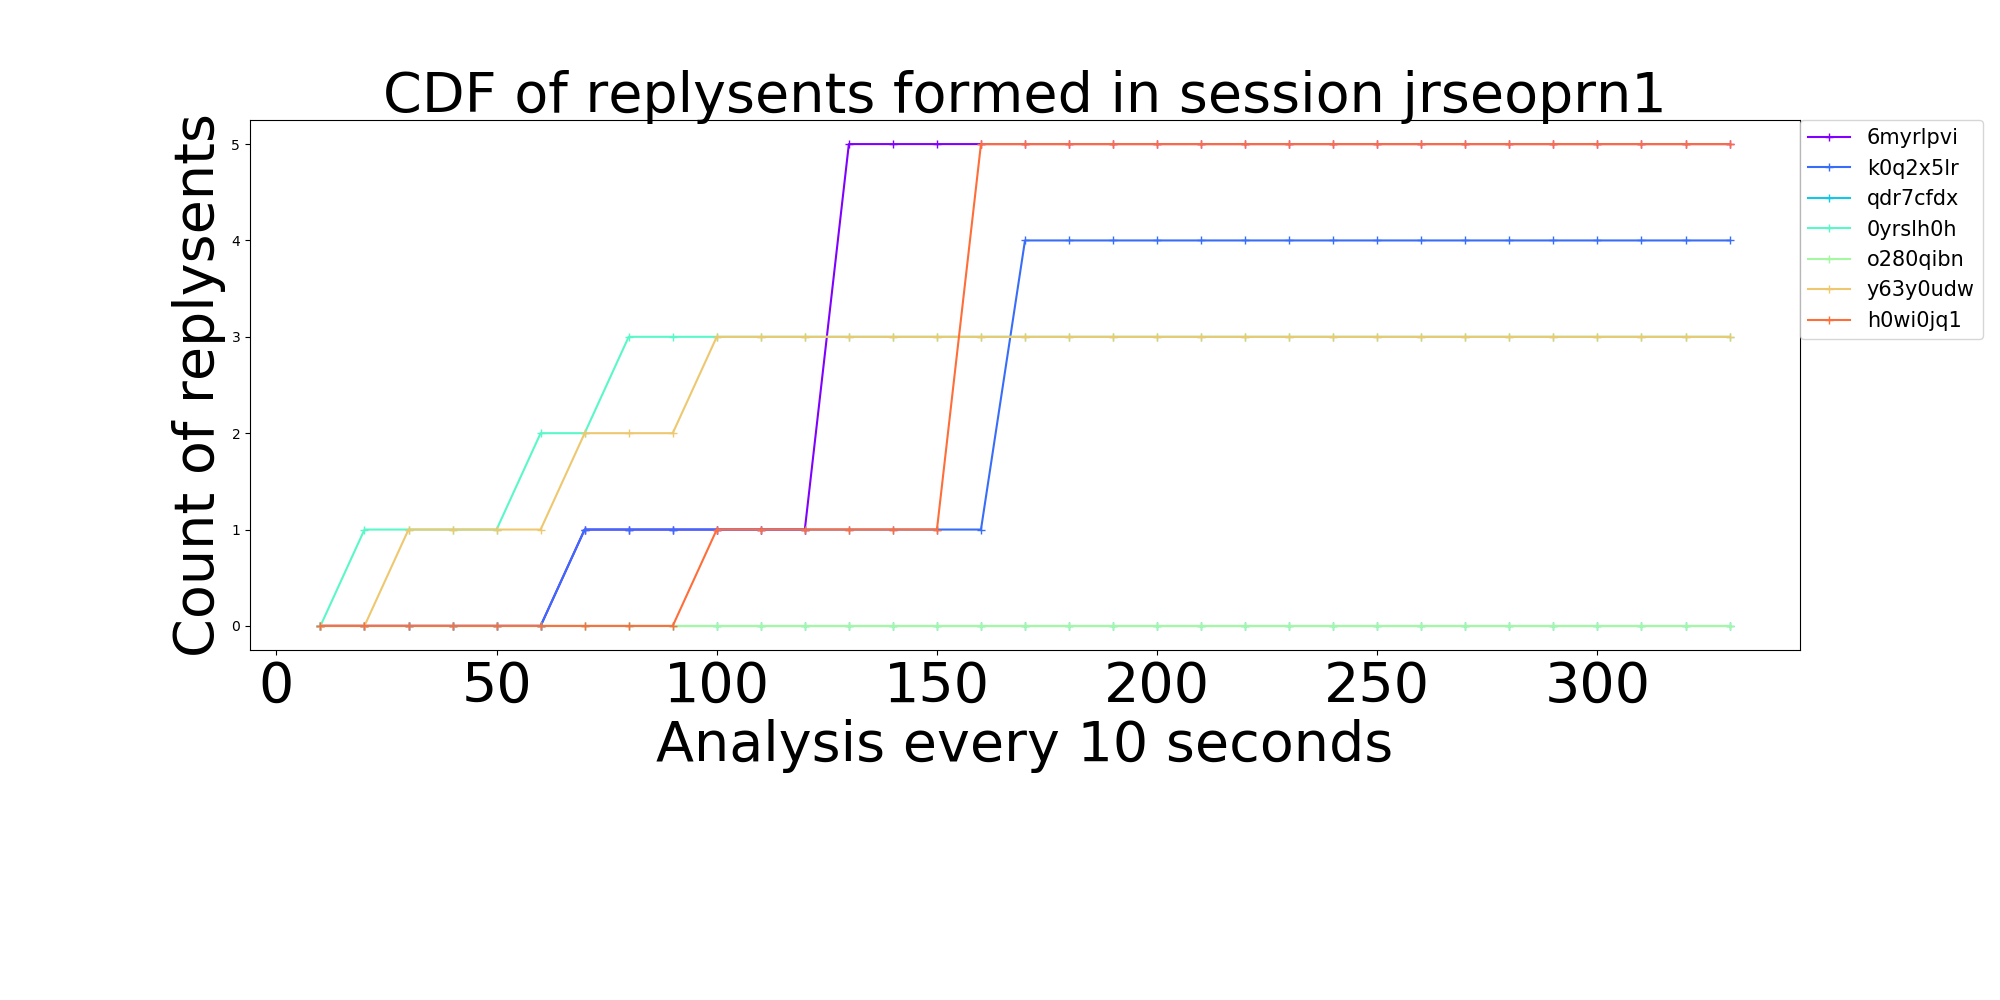 CDF of replysents formed in session jrseoprn1
Count of replysents
5
4
3
2
1
0
0 50 100 150 200 250 300
Analysis every 10 seconds
6myrlpvi
k0q2x5lr
qdr7cfdx
0yrslh0h
o280qibn
y63y0udw
h0wi0jq1